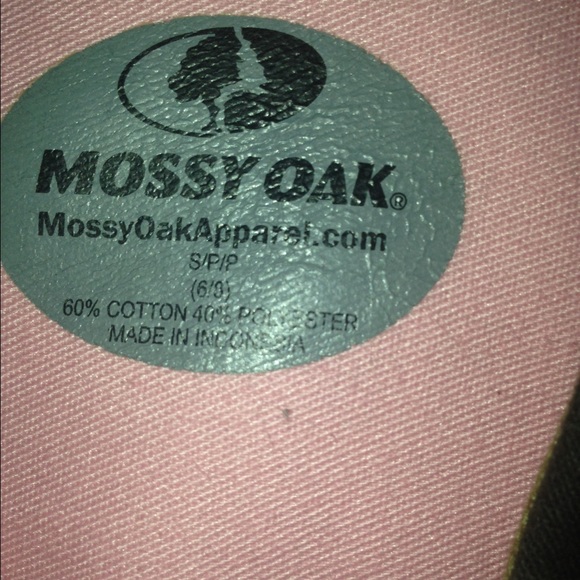 MOSSY OAK®
MossyOakApparel.com
S/P/P
(6/8)
60% COTTON 40% POLYESTER
MADE IN INDONESIA